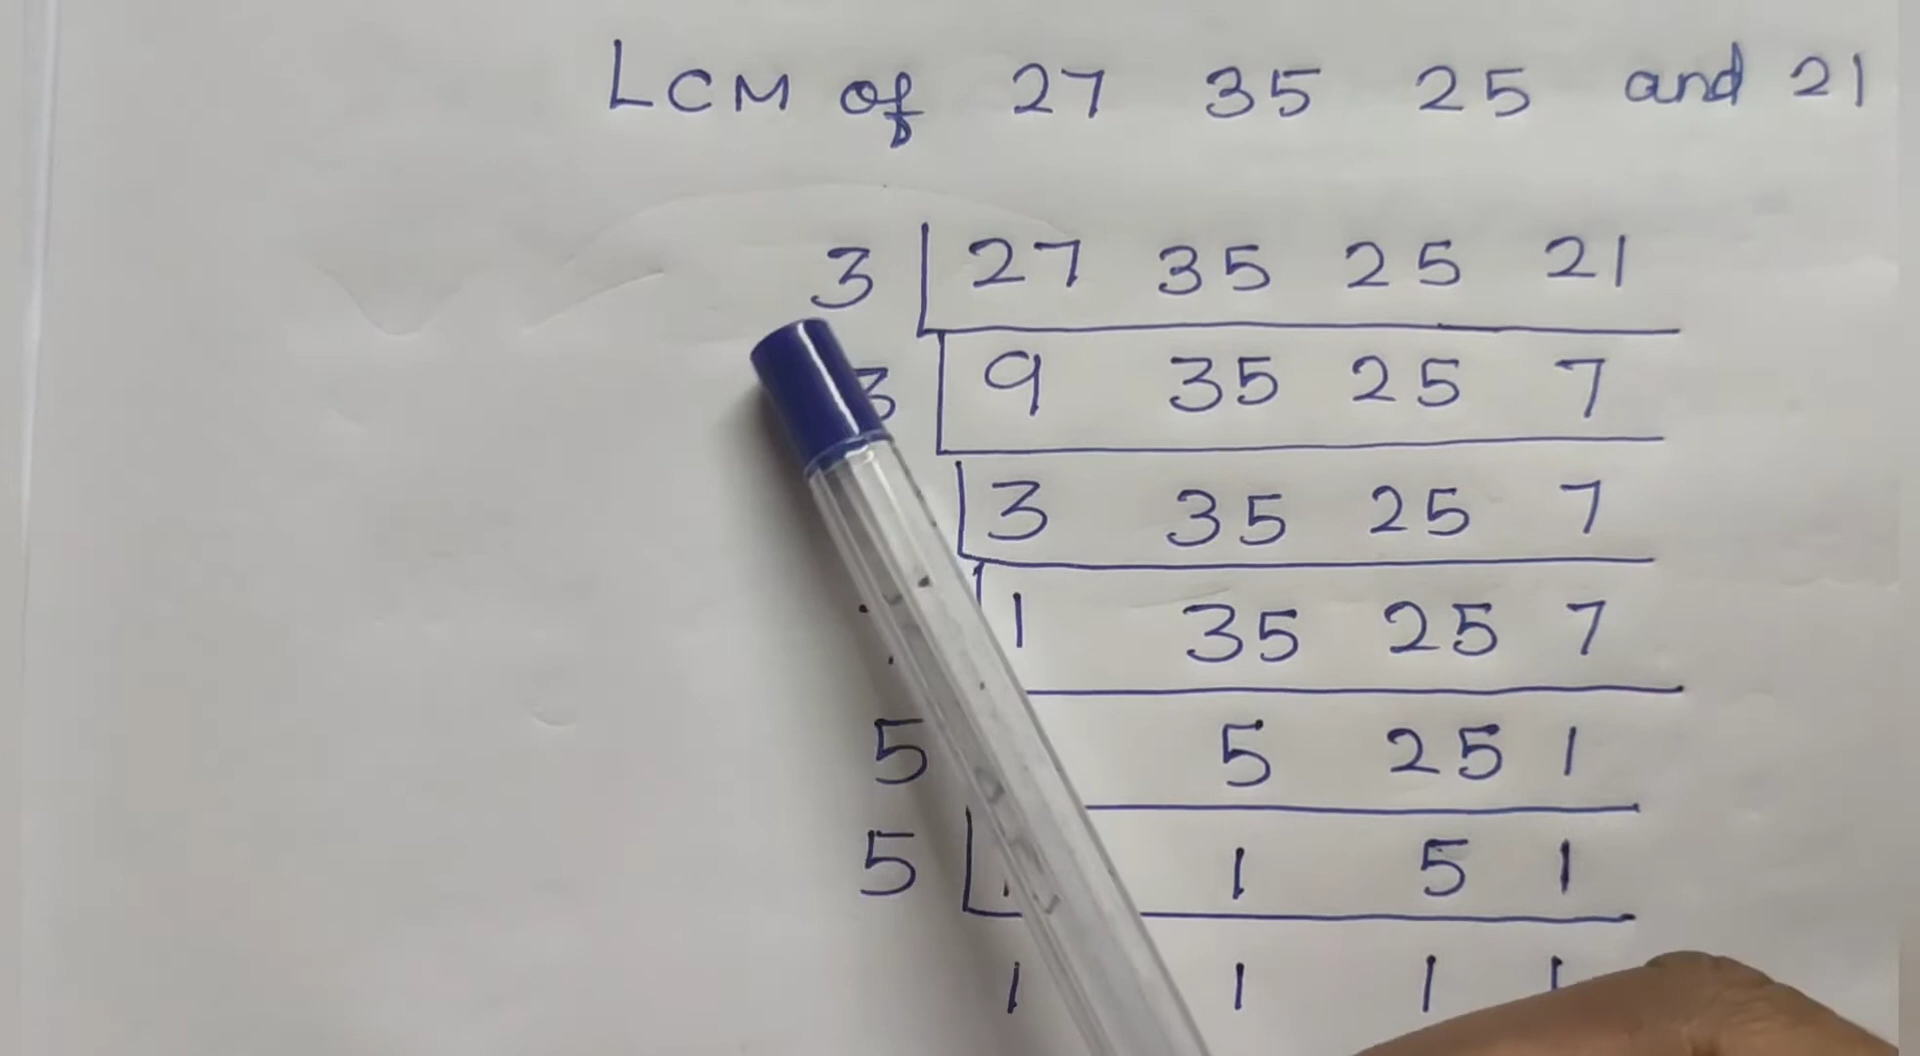 LCM of 27 35 25 and 21
3 27 35 25 21
3 9 35 25 7
3 35 25 7
1 35 25 7
5 5 25 1
5 1 5 1
1 1 1 1